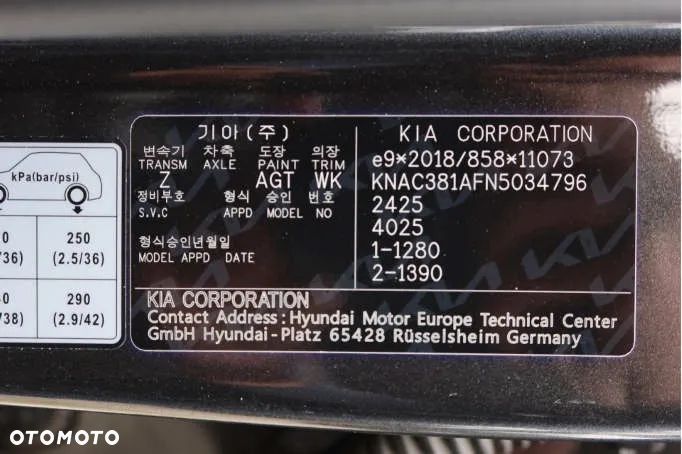 기아(주)
변속기 차축 도장 의장
TRANSM AXLE PAINT TRIM
Z AGT WK
정비부호 형식 승인 번호
S.V.C APPD MODEL NO
형식승인년월일
MODEL APPD DATE
KIA CORPORATION
e9*2018/858*11073
KNAC381AFN5034796
2425
4025
1-1280
2-1390
KIA CORPORATION
Contact Address : Hyundai Motor Europe Technical Center
GmbH Hyundai-Platz 65428 Rüsselsheim Germany
kPa(bar/psi)
250
(2.5/36)
290
(2.9/42)
OTOMOTO